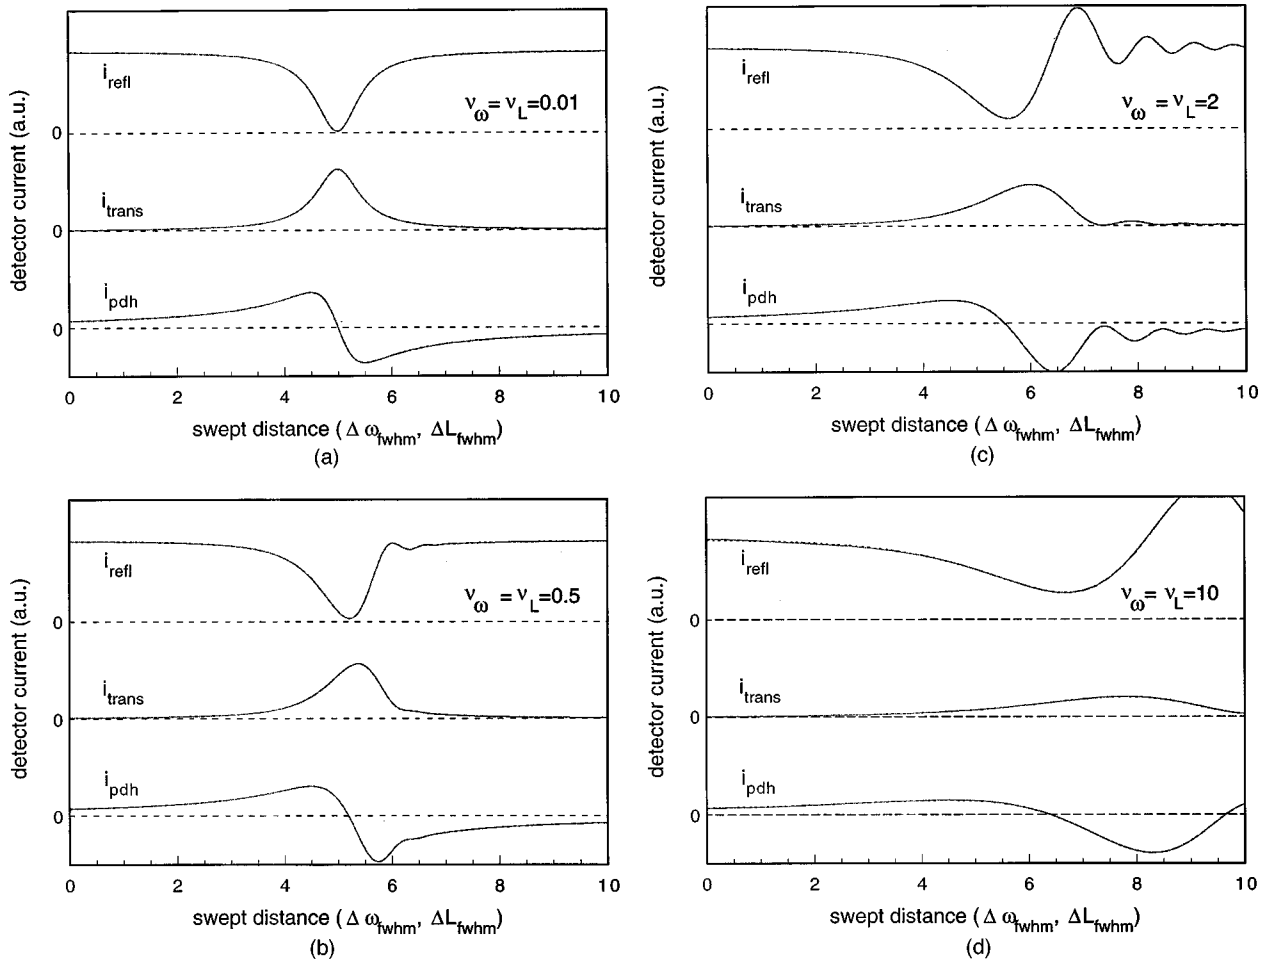 detector current (a.u.)
i_refl
ν_ω = ν_L = 0.01
0
i_trans
0
i_pdh
0
0 2 4 6 8 10
swept distance (Δ ω_fwhm, ΔL_fwhm)
(a)
detector current (a.u.)
i_refl
ν_ω = ν_L = 2
i_trans
i_pdh
0 2 4 6 8 10
swept distance (Δ ω_fwhm, ΔL_fwhm)
(c)
detector current (a.u.)
i_refl
ν_ω = ν_L = 0.5
0
i_trans
0
i_pdh
0
0 2 4 6 8 10
swept distance (Δ ω_fwhm, ΔL_fwhm)
(b)
detector current (a.u.)
i_refl
ν_ω = ν_L = 10
0
i_trans
0
i_pdh
0
0 2 4 6 8 10
swept distance (Δ ω_fwhm, ΔL_fwhm)
(d)